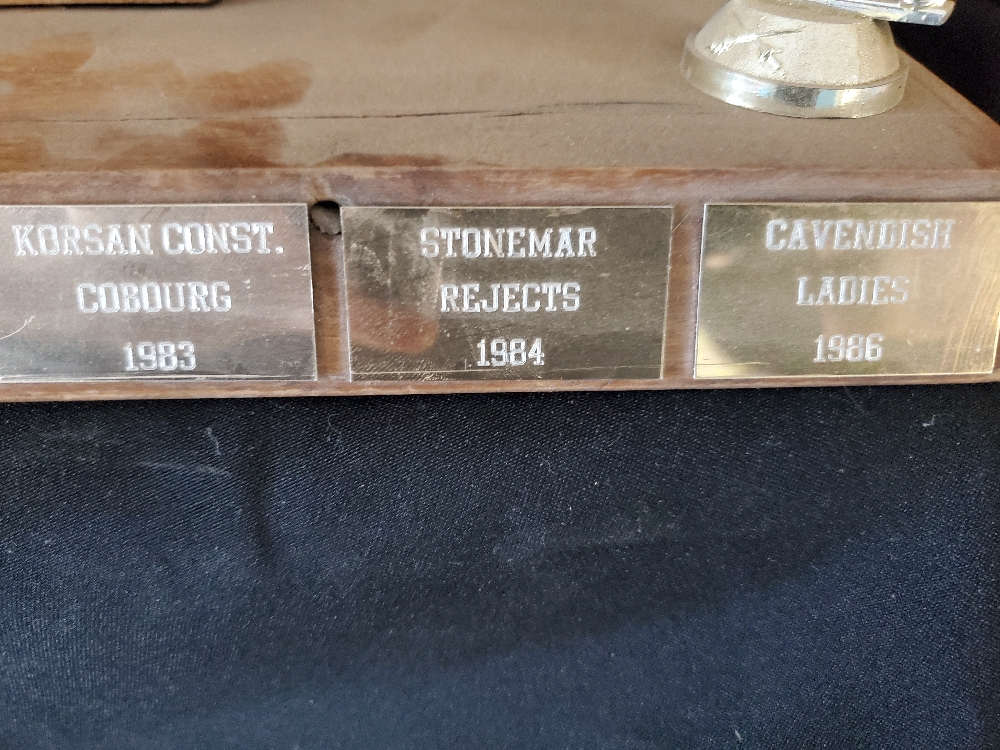 KORSAN CONST.
COBOURG
1983
STONEMAR
REJECTS
1984
CAVENDISH
LADIES
1986